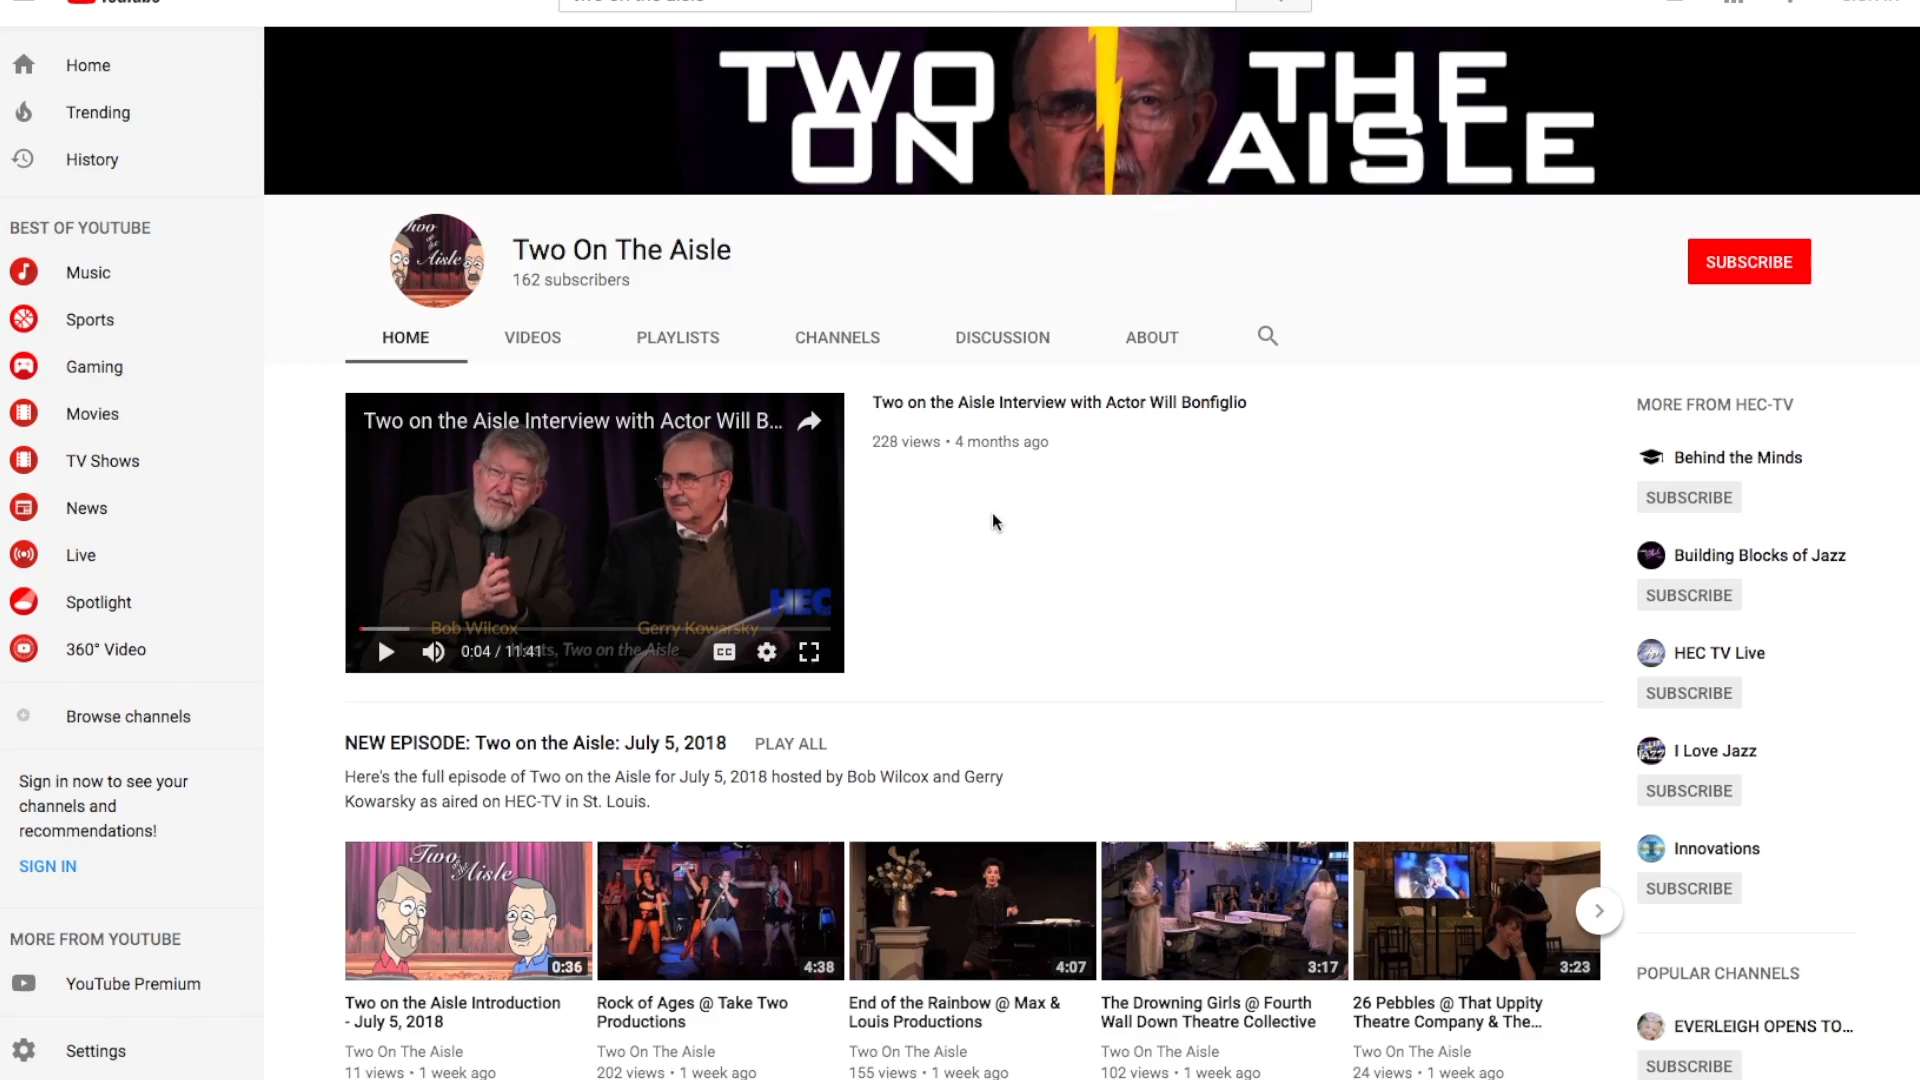 Home
Trending
History
BEST OF YOUTUBE
Music
Sports
Gaming
Movies
TV Shows
News
Live
Spotlight
360° Video
Browse channels
Sign in now to see your
channels and
recommendations!
SIGN IN
MORE FROM YOUTUBE
YouTube Premium
Settings
TWO THE
ON AISLE
Two On The Aisle
162 subscribers
SUBSCRIBE
HOME VIDEOS PLAYLISTS CHANNELS DISCUSSION ABOUT
Two on the Aisle Interview with Actor Will B...
HEC
Bob Wilcox Gerry Kowarsky
0:04 / 11:41 Hosts, Two on the Aisle CC
Two on the Aisle Interview with Actor Will Bonfiglio
228 views • 4 months ago
NEW EPISODE: Two on the Aisle: July 5, 2018 PLAY ALL
Here's the full episode of Two on the Aisle for July 5, 2018 hosted by Bob Wilcox and Gerry
Kowarsky as aired on HEC-TV in St. Louis.
0:36
Two on the Aisle Introduction
- July 5, 2018
Two On The Aisle
11 views • 1 week ago
4:38
Rock of Ages @ Take Two
Productions
Two On The Aisle
202 views • 1 week ago
4:07
End of the Rainbow @ Max &
Louis Productions
Two On The Aisle
155 views • 1 week ago
3:17
The Drowning Girls @ Fourth
Wall Down Theatre Collective
Two On The Aisle
102 views • 1 week ago
3:23
26 Pebbles @ That Uppity
Theatre Company & The...
Two On The Aisle
24 views • 1 week ago
MORE FROM HEC-TV
Behind the Minds
SUBSCRIBE
Building Blocks of Jazz
SUBSCRIBE
HEC TV Live
SUBSCRIBE
I Love Jazz
SUBSCRIBE
Innovations
SUBSCRIBE
POPULAR CHANNELS
EVERLEIGH OPENS TO...
SUBSCRIBE